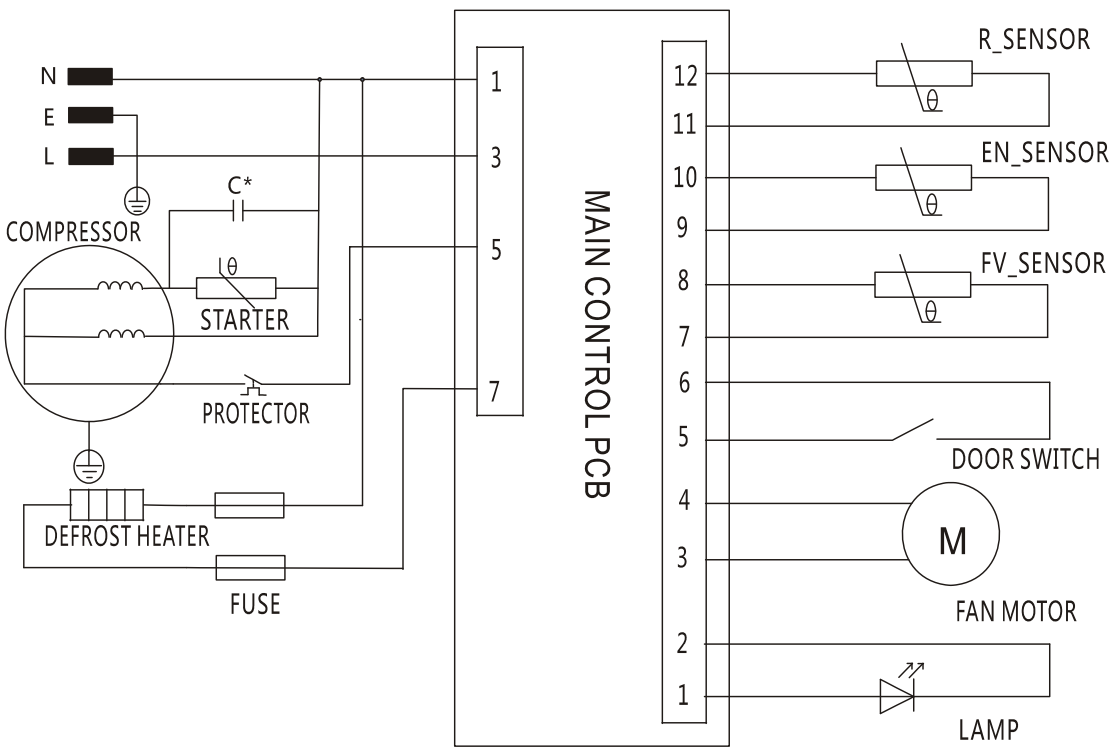 N
E
L
C*
COMPRESSOR
θ
STARTER
PROTECTOR
DEFROST HEATER
FUSE
1
3
5
7
MAIN CONTROL PCB
12
11
10
9
8
7
6
5
4
3
2
1
R_SENSOR
θ
EN_SENSOR
θ
FV_SENSOR
θ
DOOR SWITCH
M
FAN MOTOR
LAMP